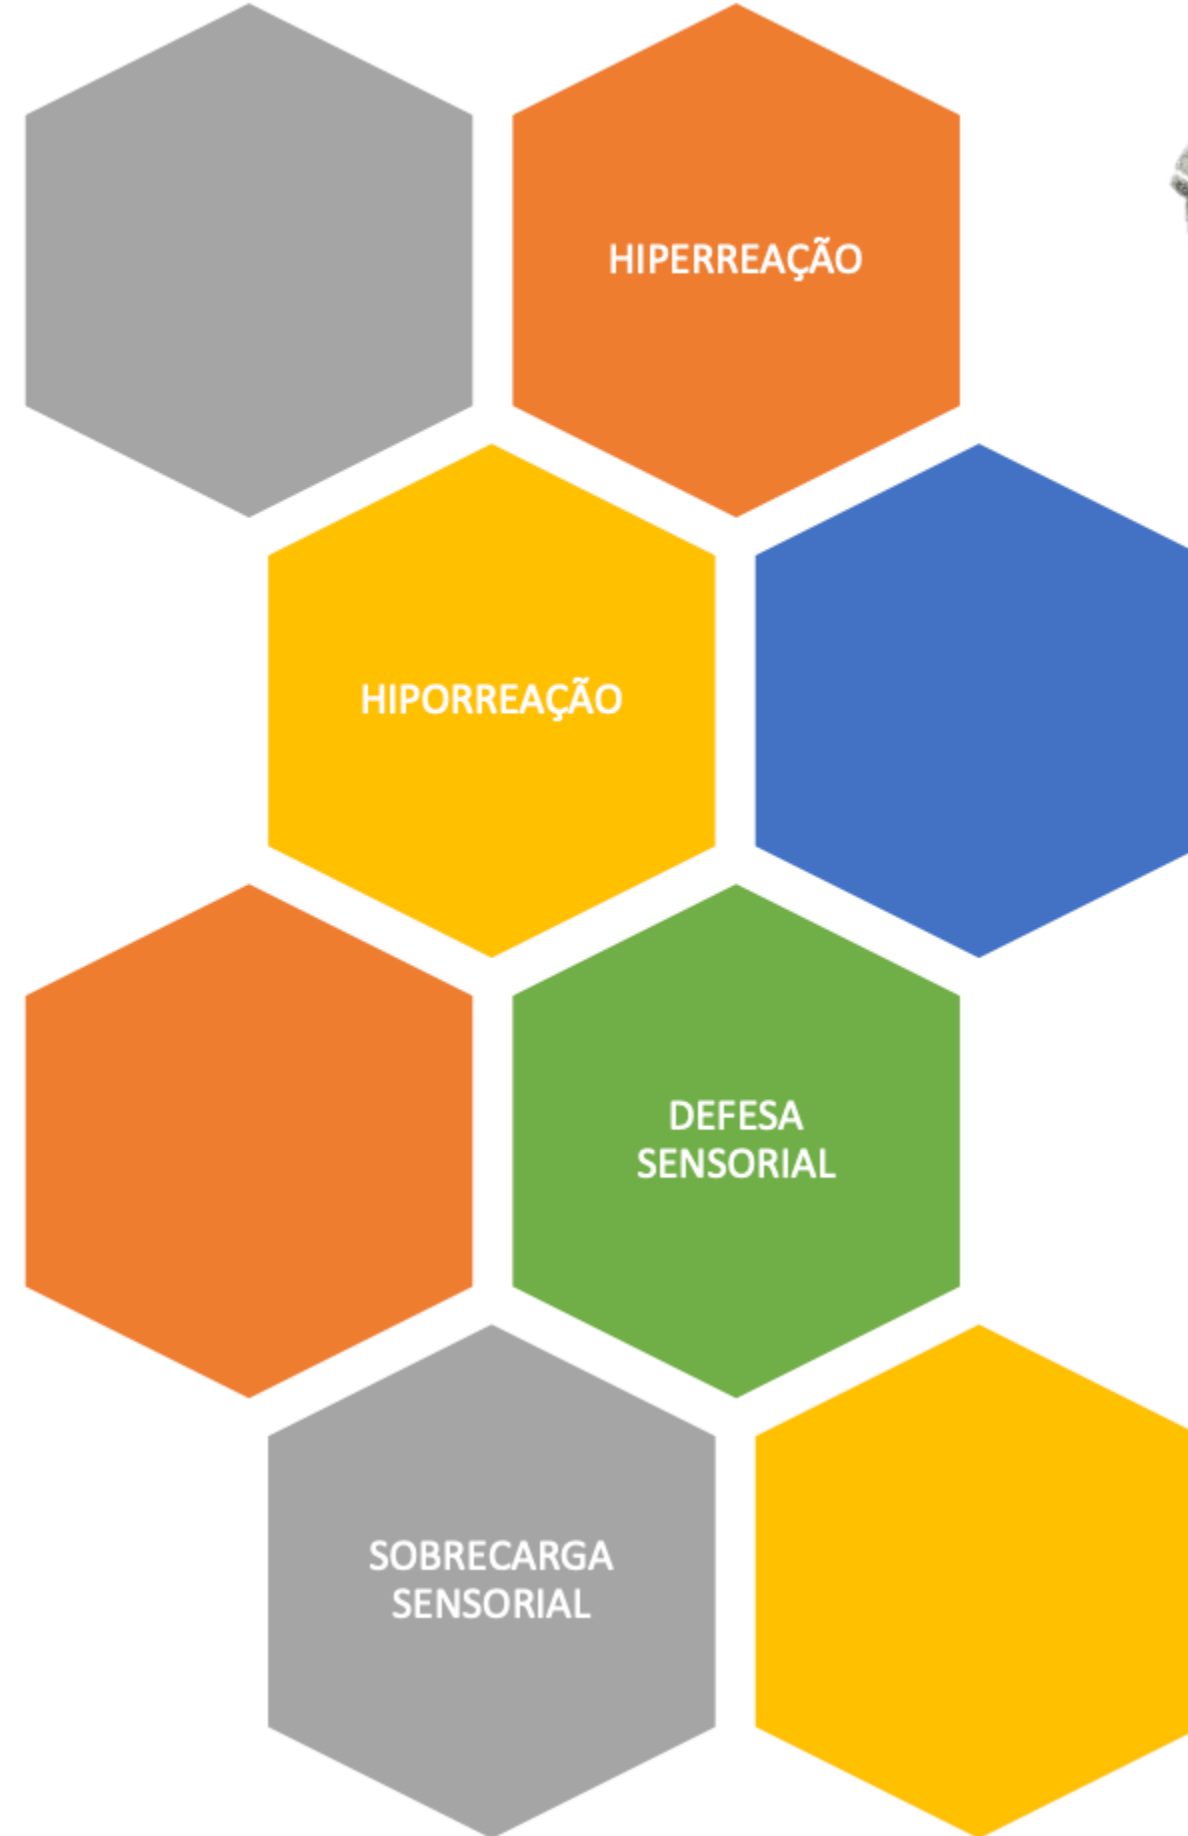 HIPERREAÇÃO
HIPORREAÇÃO
DEFESA
SENSORIAL
SOBRECARGA
SENSORIAL